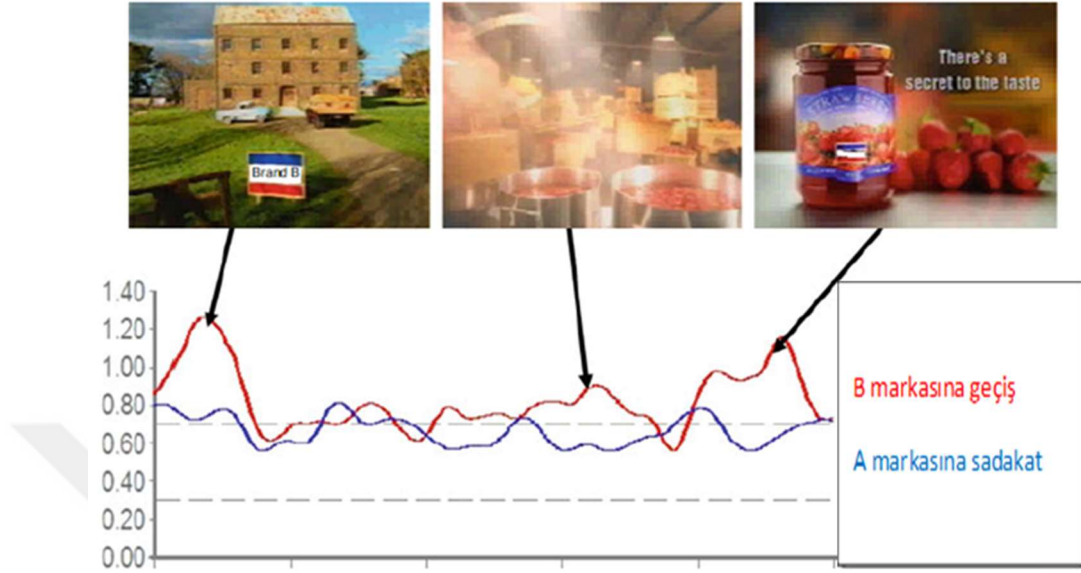 Brand B
There's a
secret to the taste
1.40
1.20
1.00
0.80
0.60
0.40
0.20
0.00
B markasına geçiş
A markasına sadakat